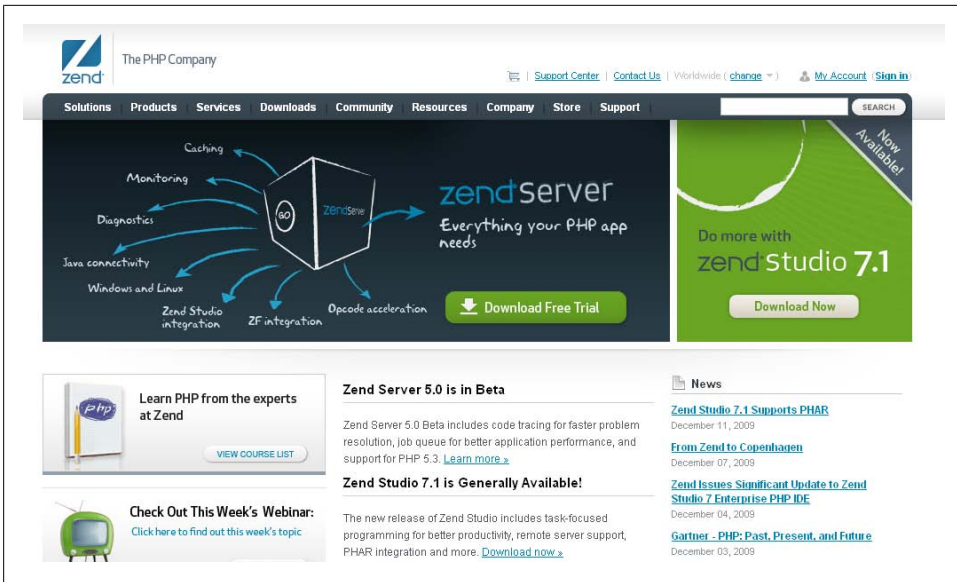 zend
The PHP Company
Support Center | Contact Us | Worldwide ( change ) My Account (Sign in)
Solutions Products Services Downloads Community Resources Company Store Support SEARCH
Caching
Monitoring
Diagnostics
Java connectivity
Windows and Linux
Zend Studio
integration
ZF integration
Opcode acceleration
GO
ZendServer
zend Server
Everything your PHP app
needs
Download Free Trial
Now
Available!
Do more with
zend Studio 7.1
Download Now
Learn PHP from the experts
at Zend
php
VIEW COURSE LIST
Check Out This Week's Webinar:
Click here to find out this week's topic
Zend Server 5.0 is in Beta
Zend Server 5.0 Beta includes code tracing for faster problem
resolution, job queue for better application performance, and
support for PHP 5.3. Learn more »
Zend Studio 7.1 is Generally Available!
The new release of Zend Studio includes task-focused
programming for better productivity, remote server support,
PHAR integration and more. Download now »
News
Zend Studio 7.1 Supports PHAR
December 11, 2009
From Zend to Copenhagen
December 07, 2009
Zend Issues Significant Update to Zend
Studio 7 Enterprise PHP IDE
December 04, 2009
Gartner - PHP: Past, Present, and Future
December 03, 2009